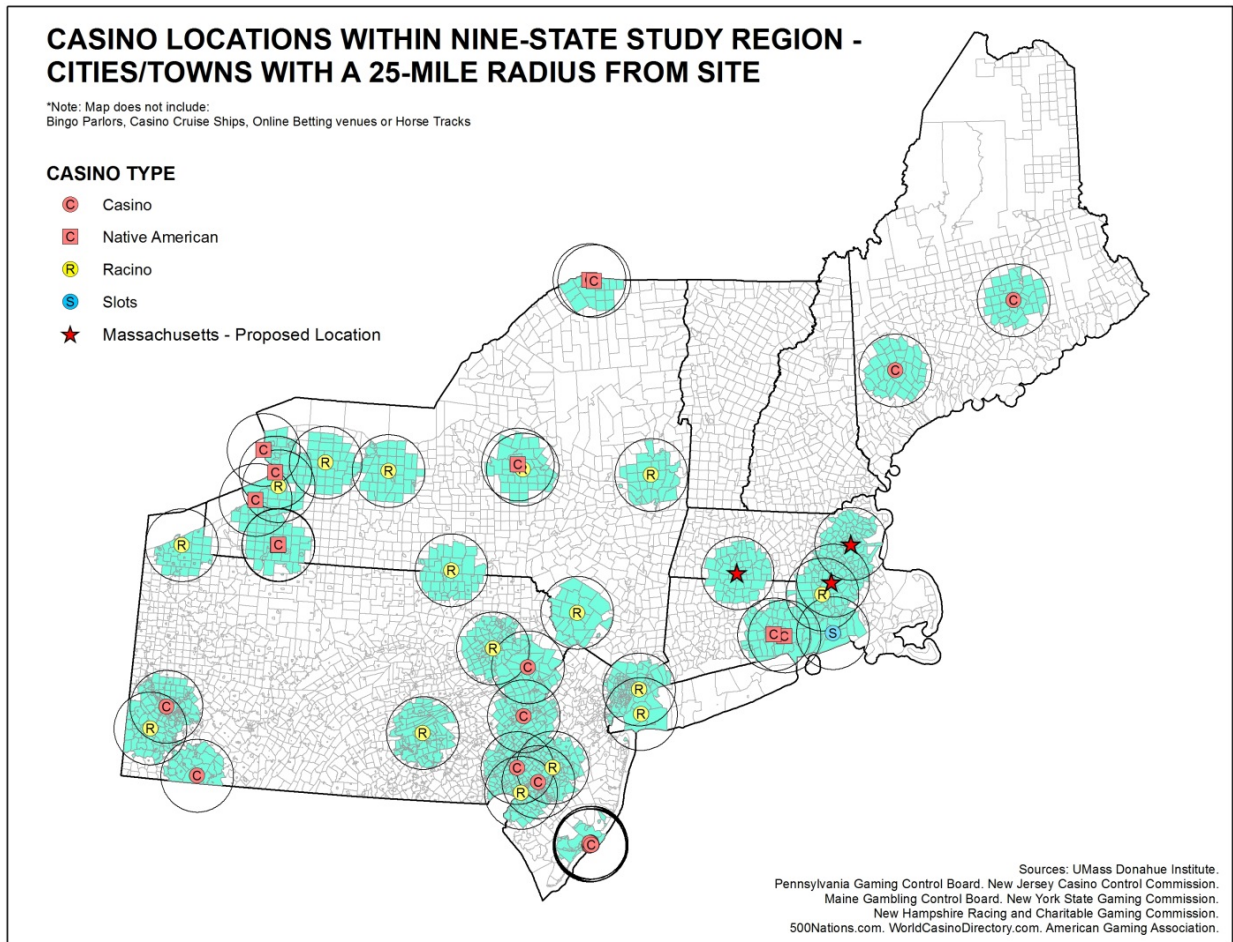 CASINO LOCATIONS WITHIN NINE-STATE STUDY REGION -
CITIES/TOWNS WITH A 25-MILE RADIUS FROM SITE
*Note: Map does not include:
Bingo Parlors, Casino Cruise Ships, Online Betting venues or Horse Tracks
CASINO TYPE
C Casino
C Native American
R Racino
S Slots
Massachusetts - Proposed Location
C
C
C
C
R
R
C
R
R
C
R
C
R
C
R
R
R
C
C
S
R
C
R
C
R
C
R
R
C
R
C
C
R
C
Sources: UMass Donahue Institute.
Pennsylvania Gaming Control Board. New Jersey Casino Control Commission.
Maine Gambling Control Board. New York State Gaming Commission.
New Hampshire Racing and Charitable Gaming Commission.
500Nations.com. WorldCasinoDirectory.com. American Gaming Association.